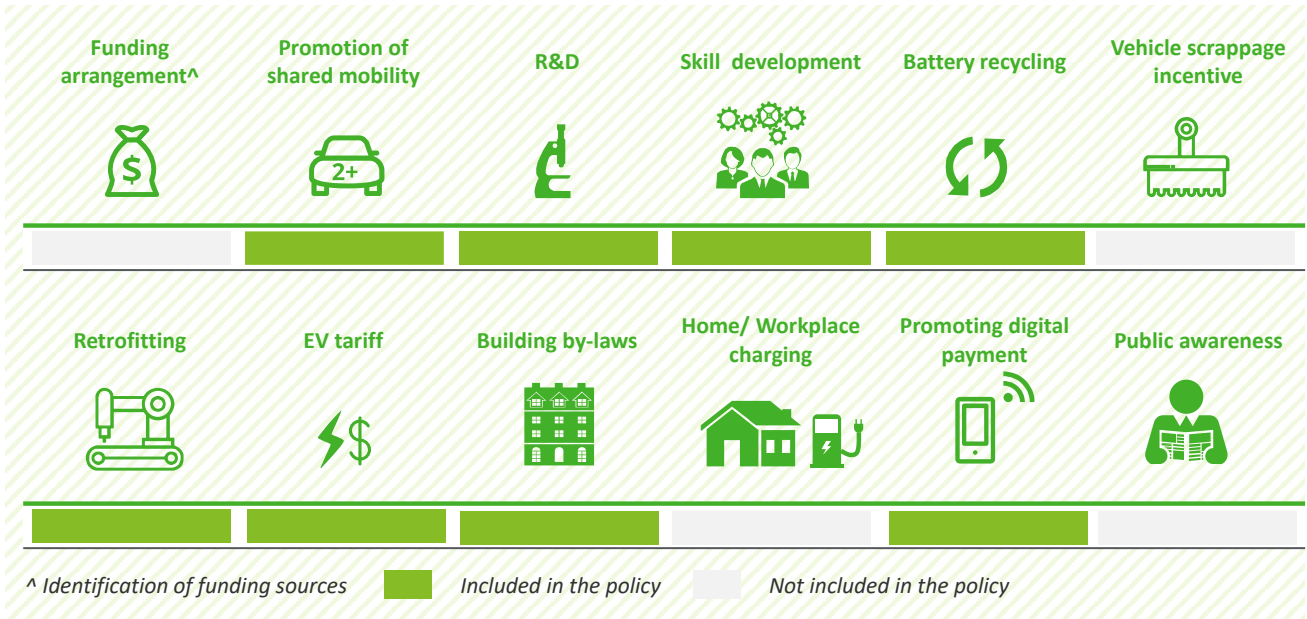 Funding
arrangement^
Promotion of
shared mobility
R&D
Skill  development
Battery recycling
Vehicle scrappage
incentive
$
2+
Retrofitting
EV tariff
Building by-laws
Home/ Workplace
charging
Promoting digital
payment
Public awareness
$
^ Identification of funding sources
Included in the policy
Not included in the policy